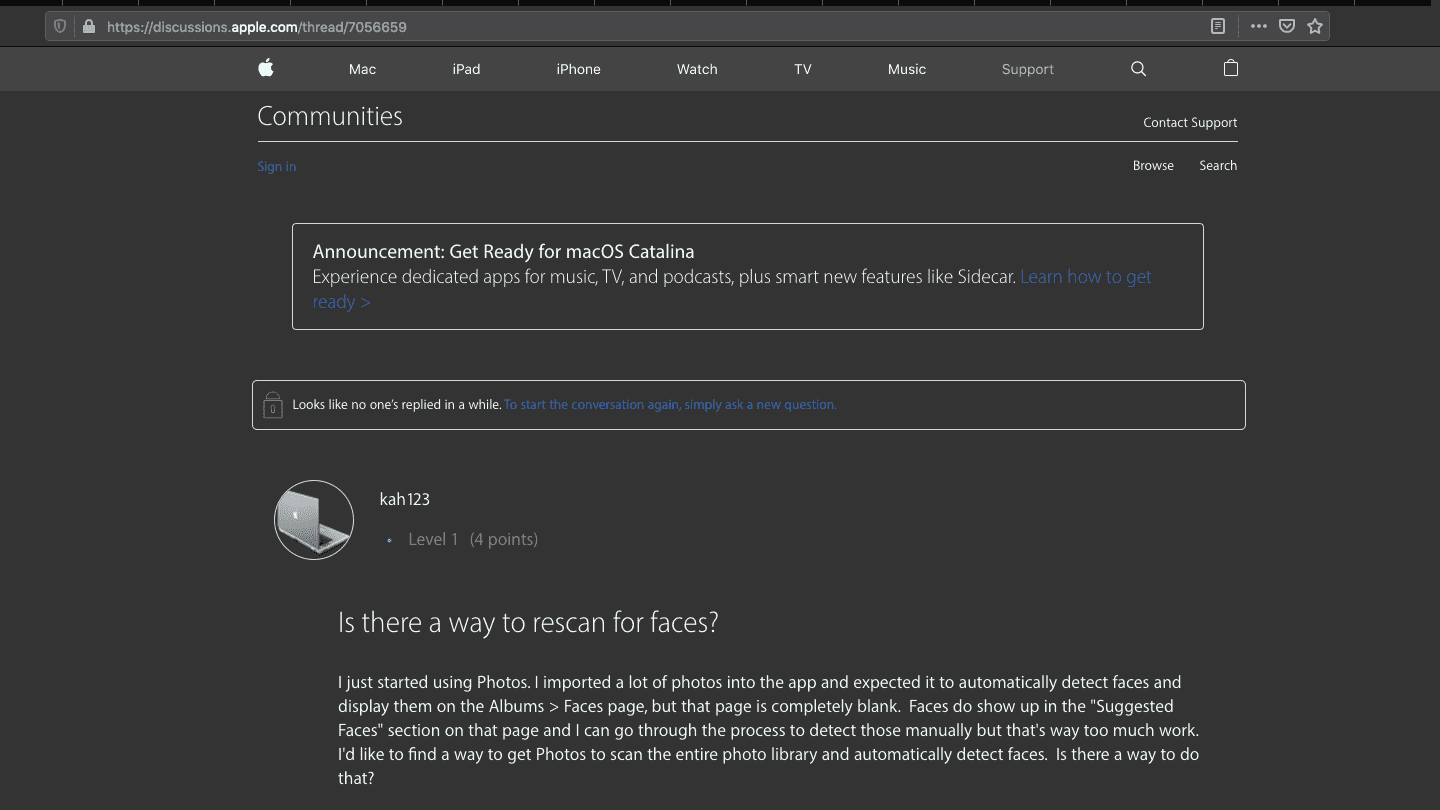 https://discussions.apple.com/thread/7056659
Mac iPad iPhone Watch TV Music Support
Communities
Contact Support
Sign in
Browse Search
Announcement: Get Ready for macOS Catalina
Experience dedicated apps for music, TV, and podcasts, plus smart new features like Sidecar. Learn how to get
ready >
Looks like no one's replied in a while. To start the conversation again, simply ask a new question.
kah123
Level 1 (4 points)
Is there a way to rescan for faces?
I just started using Photos. I imported a lot of photos into the app and expected it to automatically detect faces and
display them on the Albums > Faces page, but that page is completely blank. Faces do show up in the "Suggested
Faces" section on that page and I can go through the process to detect those manually but that's way too much work.
I'd like to find a way to get Photos to scan the entire photo library and automatically detect faces. Is there a way to do
that?